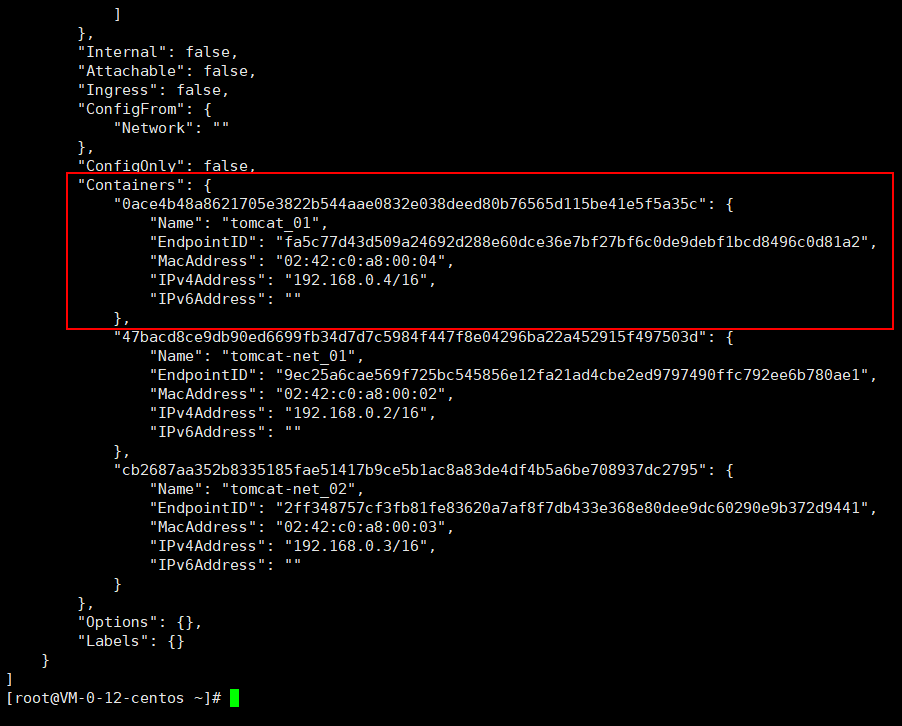 ]
},
"Internal": false,
"Attachable": false,
"Ingress": false,
"ConfigFrom": {
"Network": ""
},
"ConfigOnly": false,
"Containers": {
"0ace4b48a8621705e3822b544aae0832e038deed80b76565d115be41e5f5a35c": {
"Name": "tomcat_01",
"EndpointID": "fa5c77d43d509a24692d288e60dce36e7bf27bf6c0de9debf1bcd8496c0d81a2",
"MacAddress": "02:42:c0:a8:00:04",
"IPv4Address": "192.168.0.4/16",
"IPv6Address": ""
},
"47bacd8ce9db90ed6699fb34d7d7c5984f447f8e04296ba22a452915f497503d": {
"Name": "tomcat-net_01",
"EndpointID": "9ec25a6cae569f725bc545856e12fa21ad4cbe2ed9797490ffc792ee6b780ae1",
"MacAddress": "02:42:c0:a8:00:02",
"IPv4Address": "192.168.0.2/16",
"IPv6Address": ""
},
"cb2687aa352b8335185fae51417b9ce5b1ac8a83de4df4b5a6be708937dc2795": {
"Name": "tomcat-net_02",
"EndpointID": "2ff348757cf3fb81fe83620a7af8f7db433e368e80dee9dc60290e9b372d9441",
"MacAddress": "02:42:c0:a8:00:03",
"IPv4Address": "192.168.0.3/16",
"IPv6Address": ""
}
},
"Options": {},
"Labels": {}
}
]
[root@VM-0-12-centos ~]#